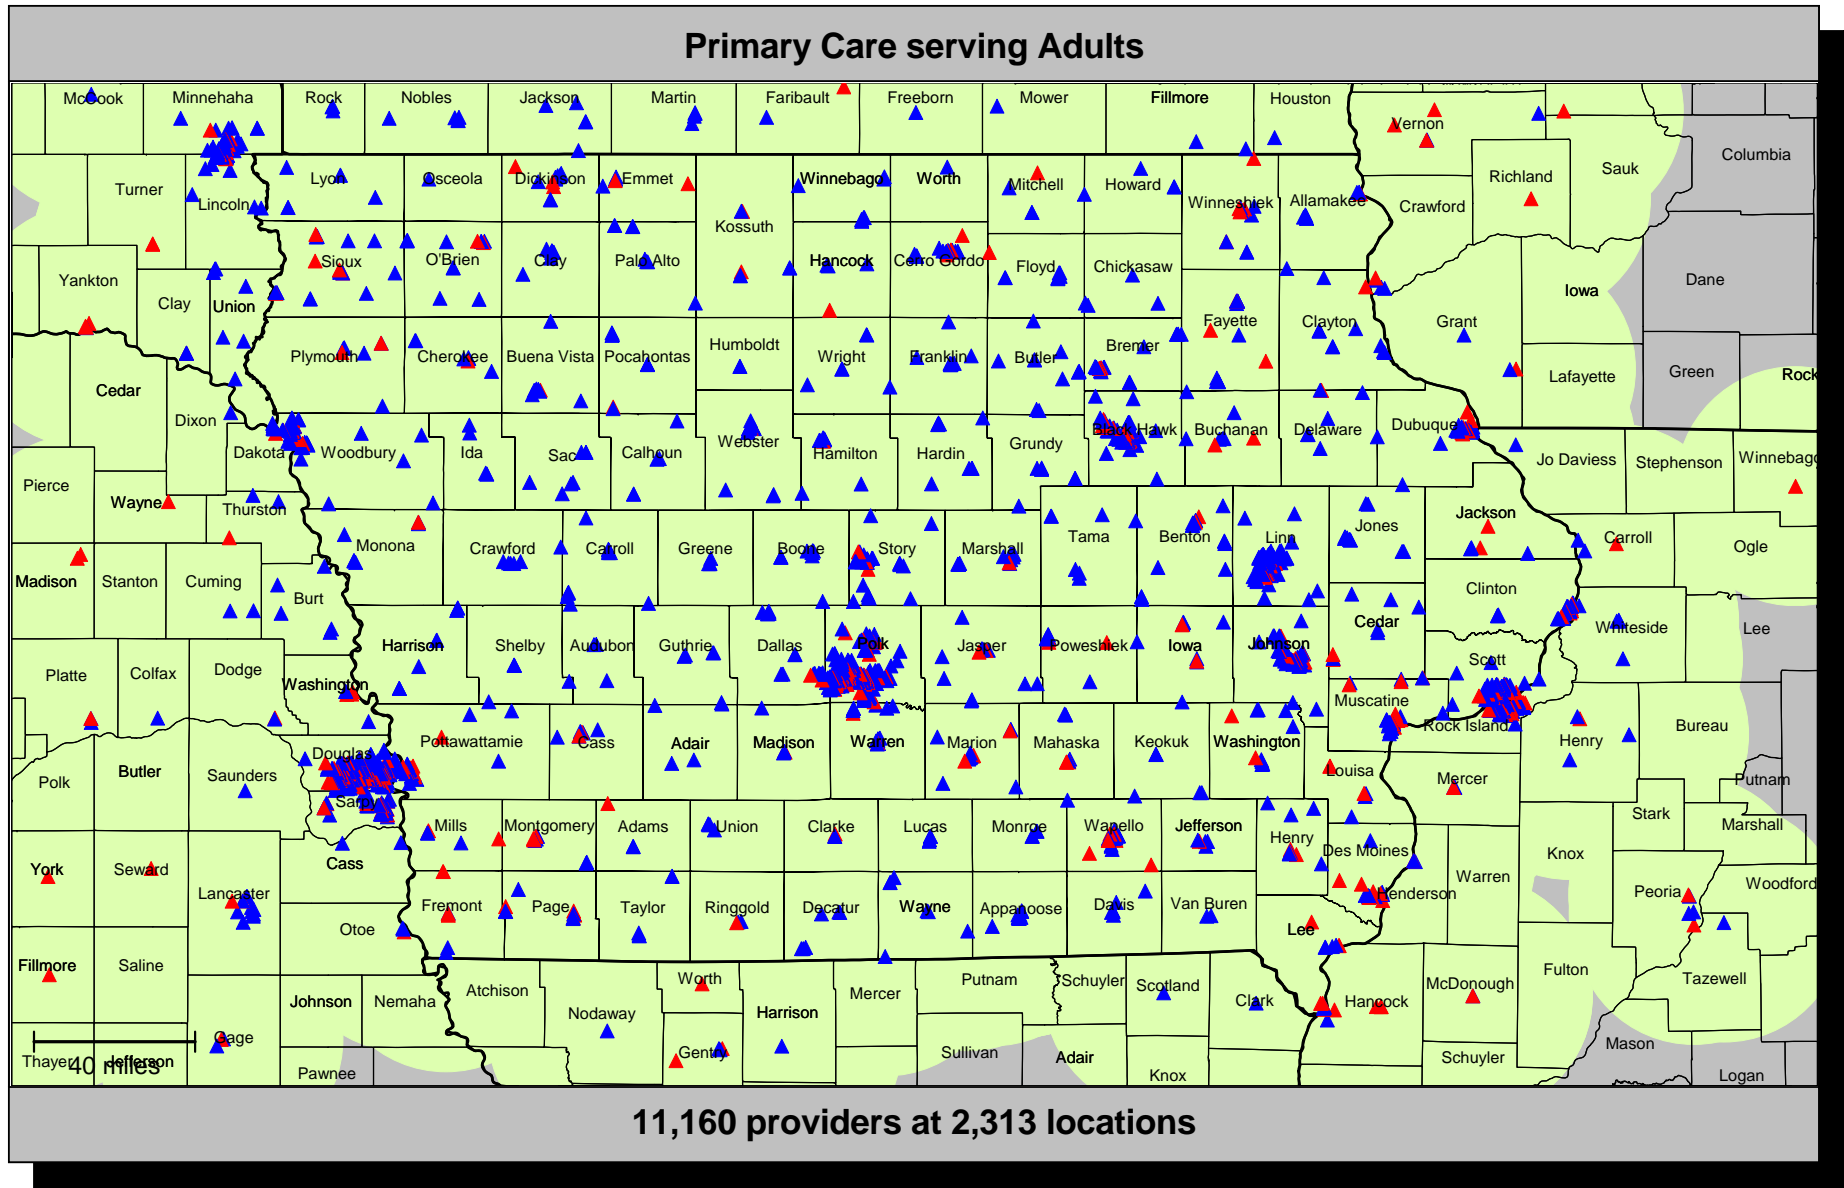 Primary Care serving Adults
McCook Minnehaha Rock Nobles Jackson Martin Faribault Freeborn Mower Fillmore Houston
Vernon
Columbia
Turner Lyon Osceola Dickinson Emmet Winnebago Worth Mitchell Howard Richland Sauk
Lincoln Kossuth Winneshiek Allamakee Crawford
Yankton Sioux O'Brien Clay Palo Alto Hancock Cerro Gordo Floyd Chickasaw Dane
Clay Union Iowa
Fayette Clayton Grant
Plymouth Cherokee Buena Vista Pocahontas Humboldt Wright Franklin Butler Bremer
Cedar Lafayette Green Rock
Dixon Webster Black Hawk Buchanan Delaware Dubuque
Dakota Woodbury Ida Sac Calhoun Hamilton Hardin Grundy Jo Daviess Stephenson Winnebago
Pierce
Wayne Thurston Jackson
Monona Crawford Carroll Greene Boone Story Marshall Tama Benton Linn Jones Carroll Ogle
Madison Stanton Cuming Clinton
Burt
Harrison Shelby Audubon Guthrie Dallas Polk Jasper Poweshiek Iowa Johnson Cedar Whiteside Lee
Platte Colfax Dodge Scott
Washington Muscatine
Rock Island Bureau
Douglas Pottawattamie Cass Adair Madison Warren Marion Mahaska Keokuk Washington Henry
Polk Butler Saunders Louisa Mercer Putnam
Sarpy
Mills Montgomery Adams Union Clarke Lucas Monroe Wapello Jefferson Henry Stark Marshall
Des Moines Knox
York Seward Cass Warren
Lancaster Henderson Peoria Woodford
Fremont Page Taylor Ringgold Decatur Wayne Appanoose Davis Van Buren
Otoe Lee
Fillmore Saline Fulton
Atchison Worth Putnam Schuyler Scotland McDonough Tazewell
Johnson Nemaha Mercer Clark Hancock
Nodaway Harrison
Gage Mason
Thayer Jefferson Gentry Sullivan Adair Schuyler
40 miles
Pawnee Knox Logan
11,160 providers at 2,313 locations